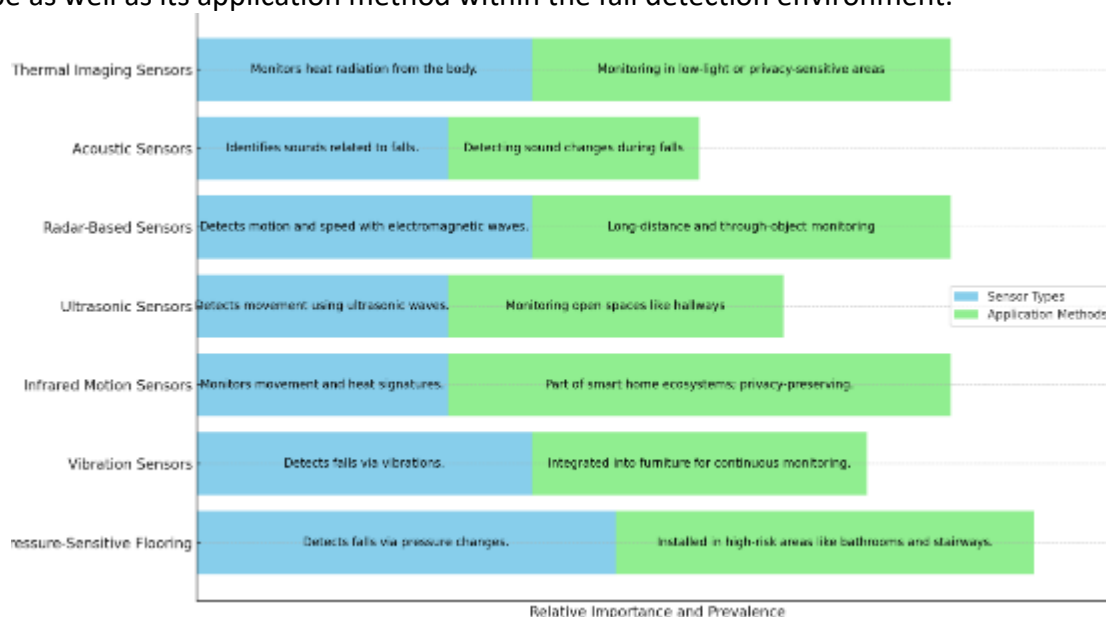 as well as its application method within the fall detection environment.
Thermal Imaging Sensors
Monitors heat radiation from the body.
Monitoring in low-light or privacy-sensitive areas
Acoustic Sensors
Identifies sounds related to falls.
Detecting sound changes during falls
Radar-Based Sensors
Detects motion and speed with electromagnetic waves.
Long-distance and through-object monitoring
Ultrasonic Sensors
Detects movement using ultrasonic waves.
Monitoring open spaces like hallways
Sensor Types
Application Methods
Infrared Motion Sensors
Monitors movement and heat signatures.
Part of smart home ecosystems; privacy-preserving.
Vibration Sensors
Detects falls via vibrations.
Integrated into furniture for continuous monitoring.
ressure-Sensitive Flooring
Detects falls via pressure changes.
Installed in high-risk areas like bathrooms and stairways.
Relative Importance and Prevalence